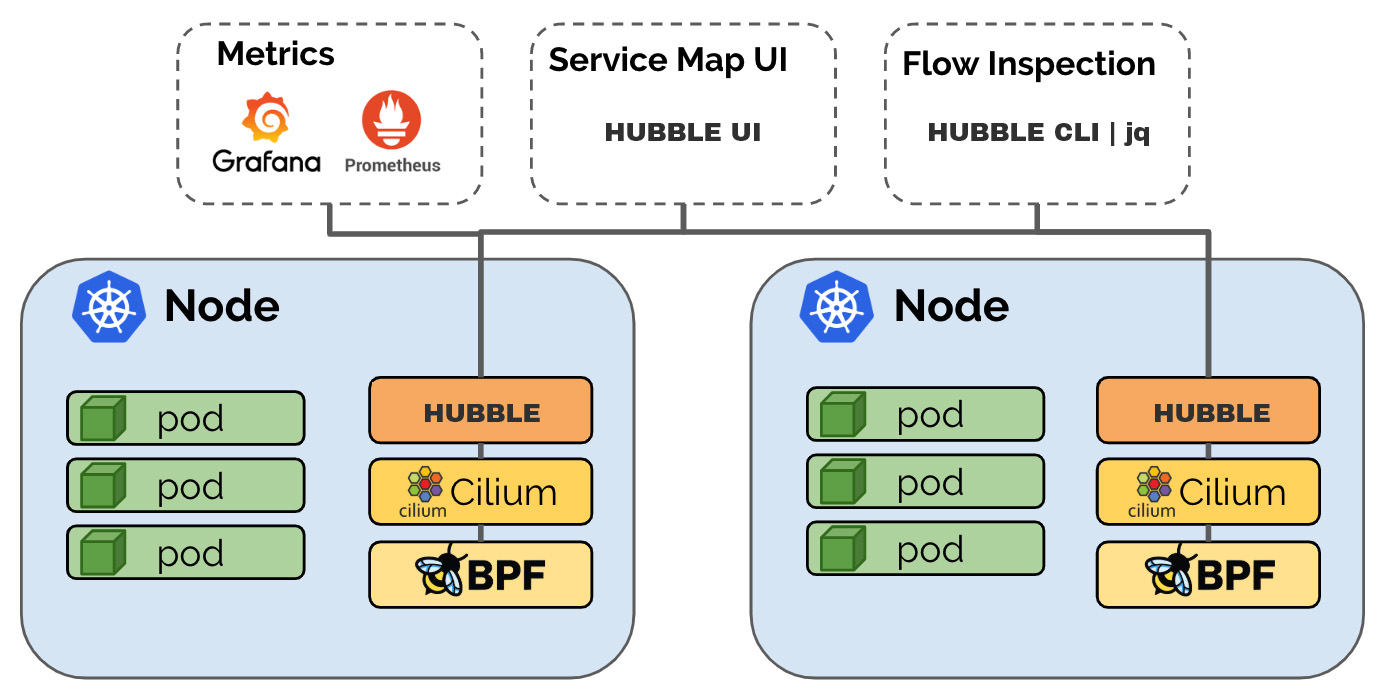 Metrics
Grafana
Prometheus
Service Map UI
HUBBLE UI
Flow Inspection
HUBBLE CLI | jq
Node
pod
pod
pod
HUBBLE
cilium Cilium
BPF
Node
pod
pod
pod
HUBBLE
cilium Cilium
BPF